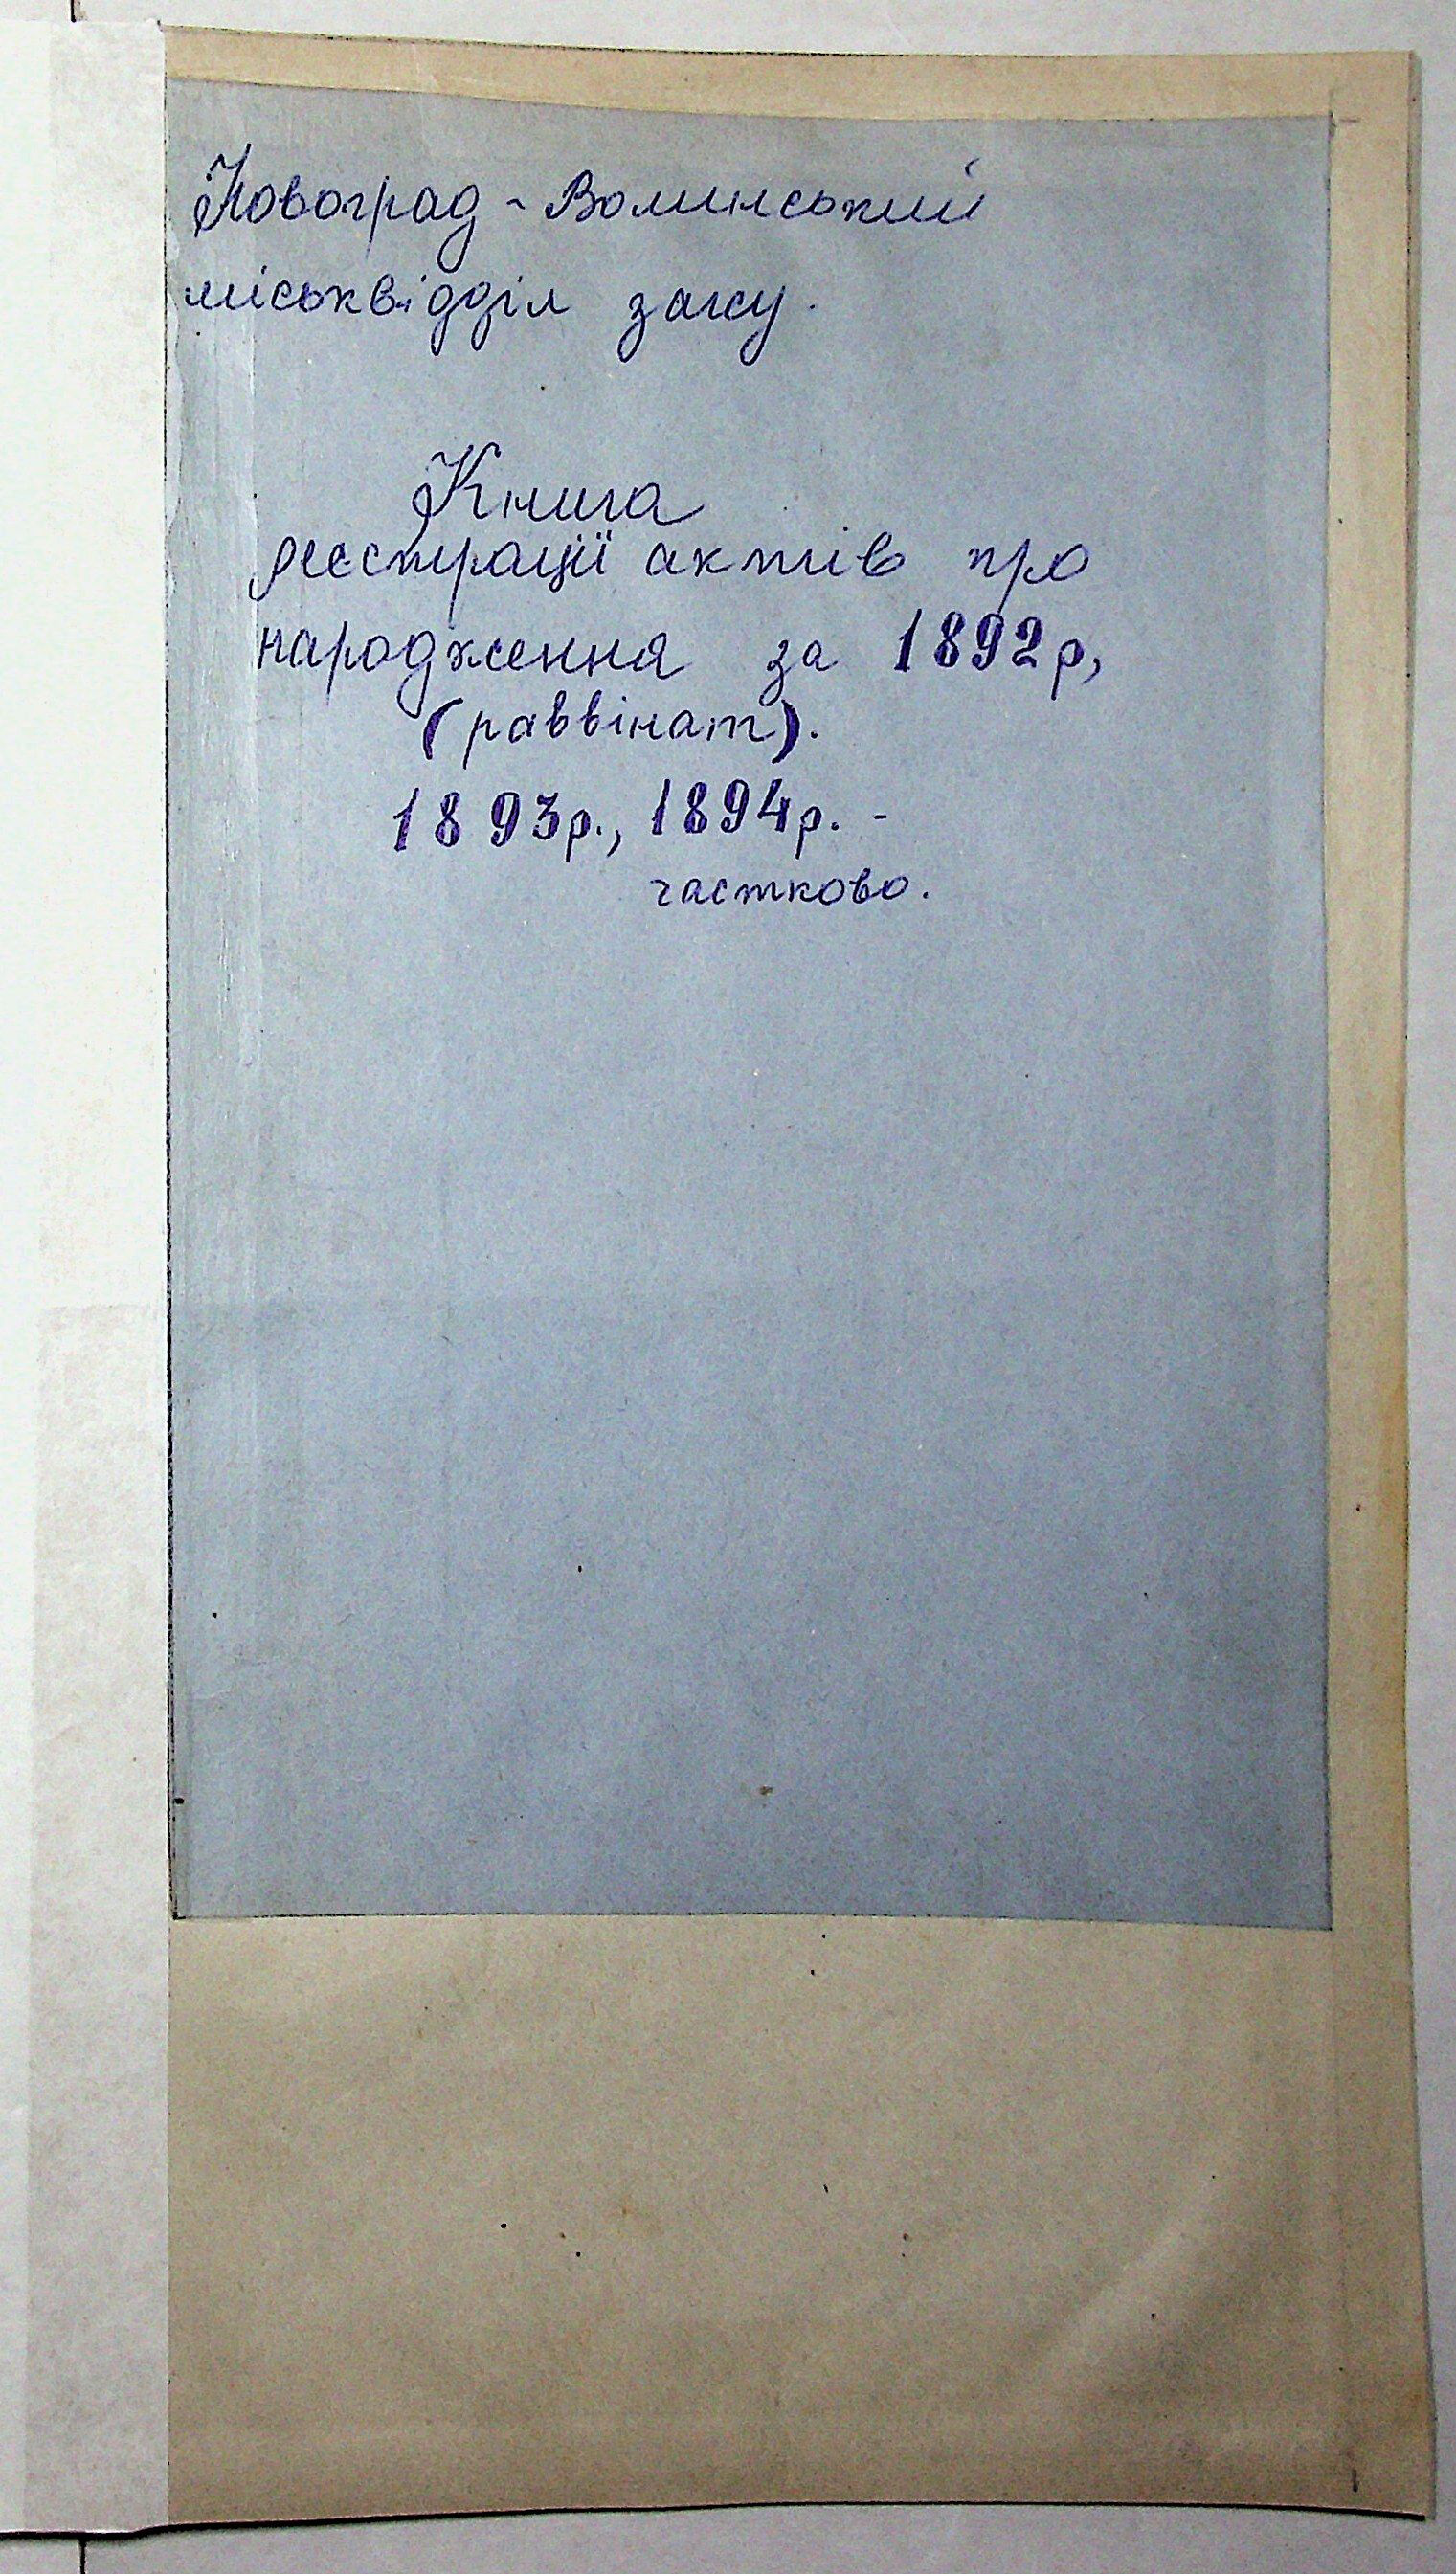 Новоград-Волинський
міськвідділ загсу.
Книга
реєстрації актів про
народження за 1892р,
(раввінат).
1893р., 1894р. -
частково.